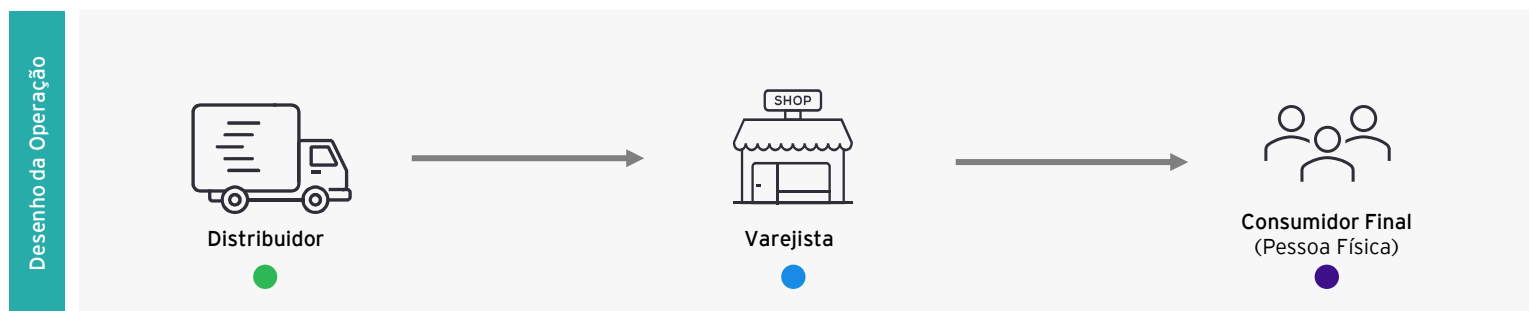 Desenho da Operação
SHOP
Distribuidor
Varejista
Consumidor Final
(Pessoa Física)